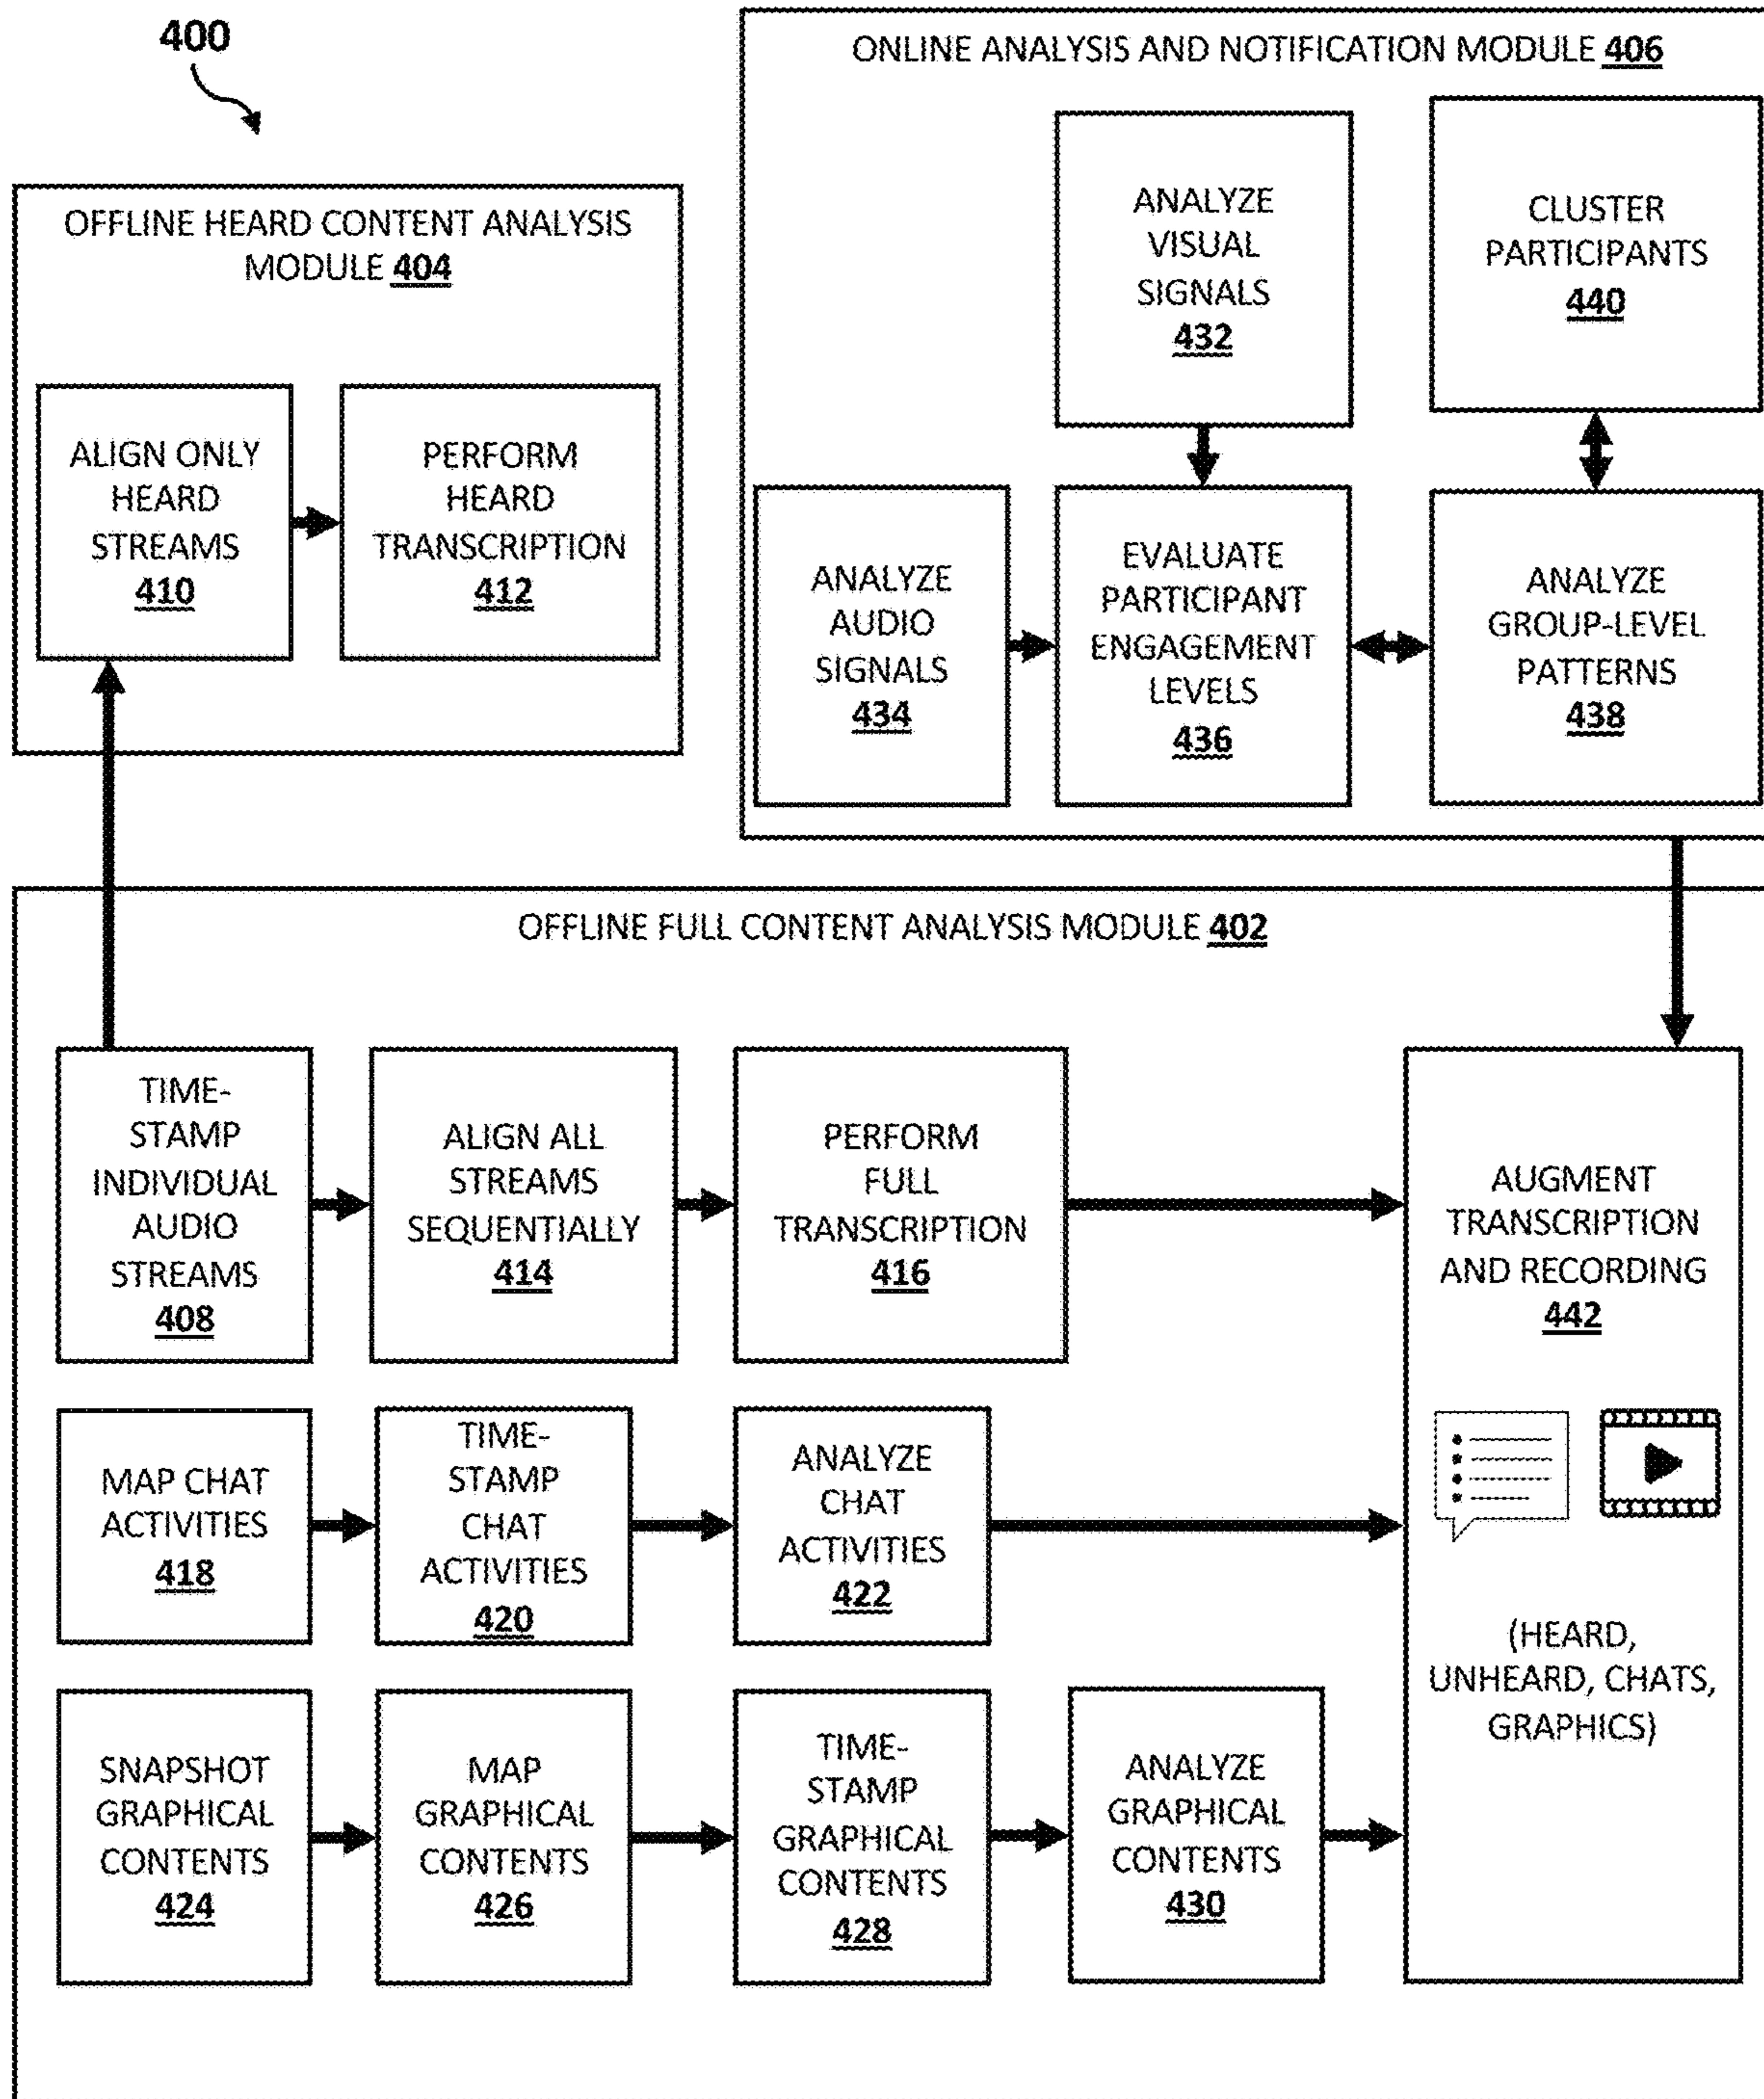 400
ONLINE ANALYSIS AND NOTIFICATION MODULE 406
ANALYZE
VISUAL
SIGNALS
432
CLUSTER
PARTICIPANTS
440
OFFLINE HEARD CONTENT ANALYSIS
MODULE 404
ALIGN ONLY
HEARD
STREAMS
410
PERFORM
HEARD
TRANSCRIPTION
412
ANALYZE
AUDIO
SIGNALS
434
EVALUATE
PARTICIPANT
ENGAGEMENT
LEVELS
436
ANALYZE
GROUP-LEVEL
PATTERNS
438
OFFLINE FULL CONTENT ANALYSIS MODULE 402
TIME-
STAMP
INDIVIDUAL
AUDIO
STREAMS
408
ALIGN ALL
STREAMS
SEQUENTIALLY
414
PERFORM
FULL
TRANSCRIPTION
416
AUGMENT
TRANSCRIPTION
AND RECORDING
442
(HEARD,
UNHEARD, CHATS,
GRAPHICS)
MAP CHAT
ACTIVITIES
418
TIME-
STAMP
CHAT
ACTIVITIES
420
ANALYZE
CHAT
ACTIVITIES
422
SNAPSHOT
GRAPHICAL
CONTENTS
424
MAP
GRAPHICAL
CONTENTS
426
TIME-
STAMP
GRAPHICAL
CONTENTS
428
ANALYZE
GRAPHICAL
CONTENTS
430